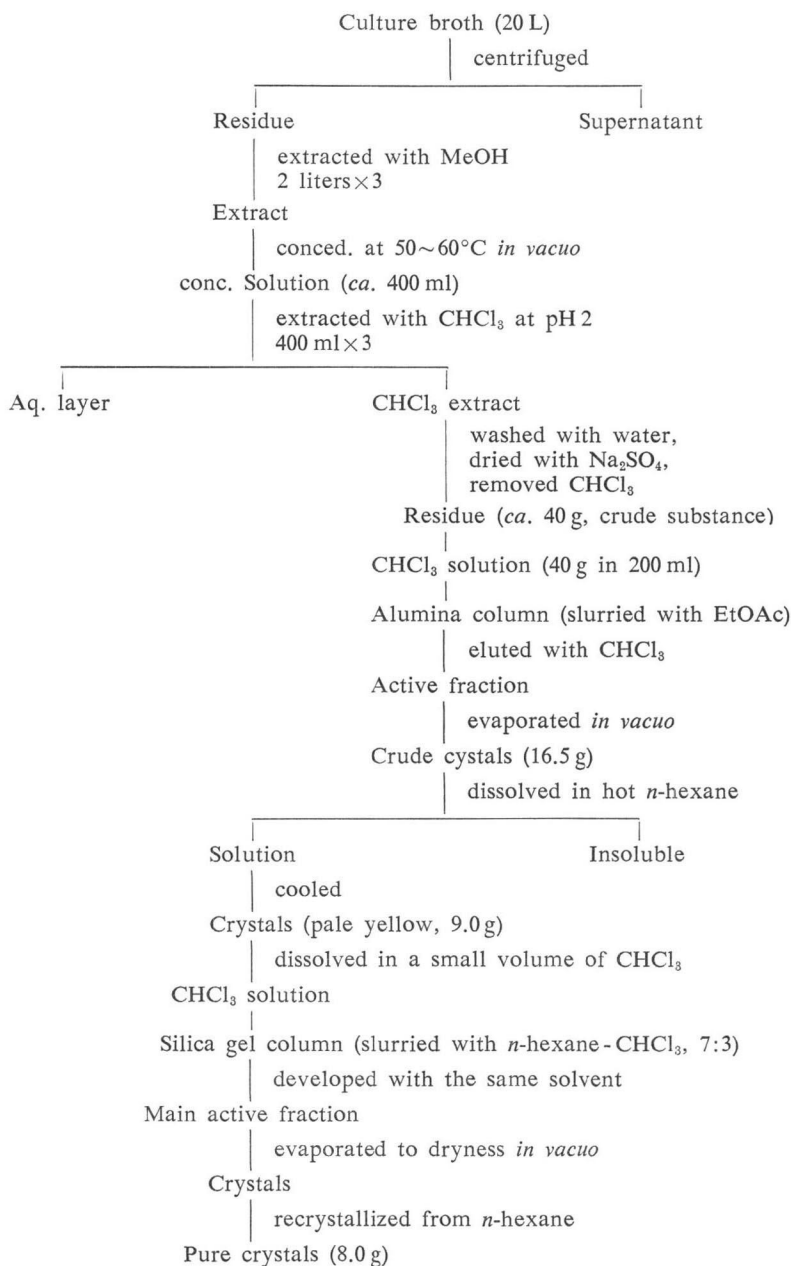 Culture broth (20 L)
centrifuged
Residue
Supernatant
extracted with MeOH
2 liters×3
Extract
conced. at 50~60°C in vacuo
conc. Solution (ca. 400 ml)
extracted with CHCl₃ at pH 2
400 ml×3
Aq. layer
CHCl₃ extract
washed with water,
dried with Na₂SO₄,
removed CHCl₃
Residue (ca. 40 g, crude substance)
CHCl₃ solution (40 g in 200 ml)
Alumina column (slurried with EtOAc)
eluted with CHCl₃
Active fraction
evaporated in vacuo
Crude cystals (16.5 g)
dissolved in hot n-hexane
Solution
Insoluble
cooled
Crystals (pale yellow, 9.0 g)
dissolved in a small volume of CHCl₃
CHCl₃ solution
Silica gel column (slurried with n-hexane-CHCl₃, 7:3)
developed with the same solvent
Main active fraction
evaporated to dryness in vacuo
Crystals
recrystallized from n-hexane
Pure crystals (8.0 g)